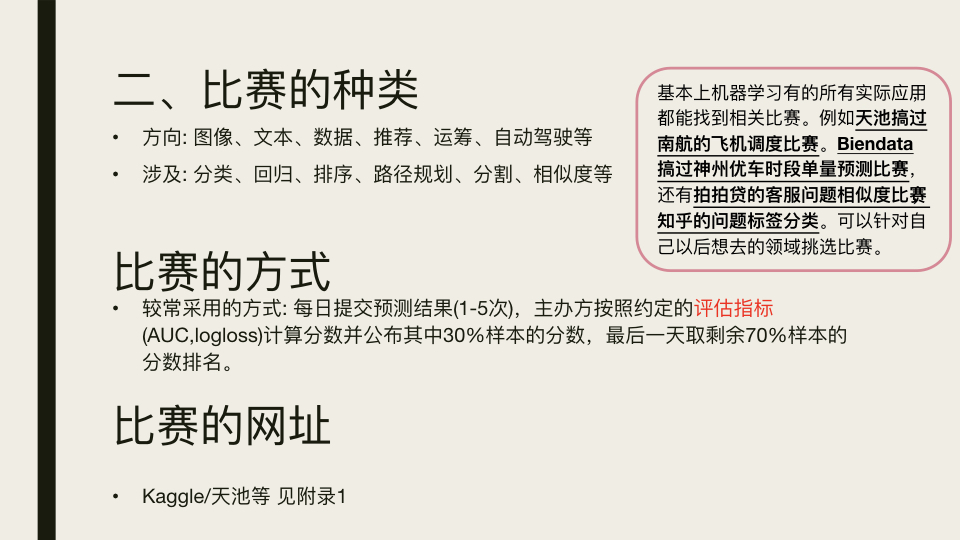 二、比赛的种类
• 方向: 图像、文本、数据、推荐、运筹、自动驾驶等
• 涉及: 分类、回归、排序、路径规划、分割、相似度等
基本上机器学习有的所有实际应用
都能找到相关比赛。例如天池搞过
南航的飞机调度比赛。Biendata
搞过神州优车时段单量预测比赛，
还有拍拍贷的客服问题相似度比赛
知乎的问题标签分类。可以针对自
己以后想去的领域挑选比赛。
比赛的方式
• 较常采用的方式: 每日提交预测结果(1-5次)，主办方按照约定的评估指标
(AUC,logloss)计算分数并公布其中30%样本的分数，最后一天取剩余70%样本的
分数排名。
比赛的网址
• Kaggle/天池等 见附录1